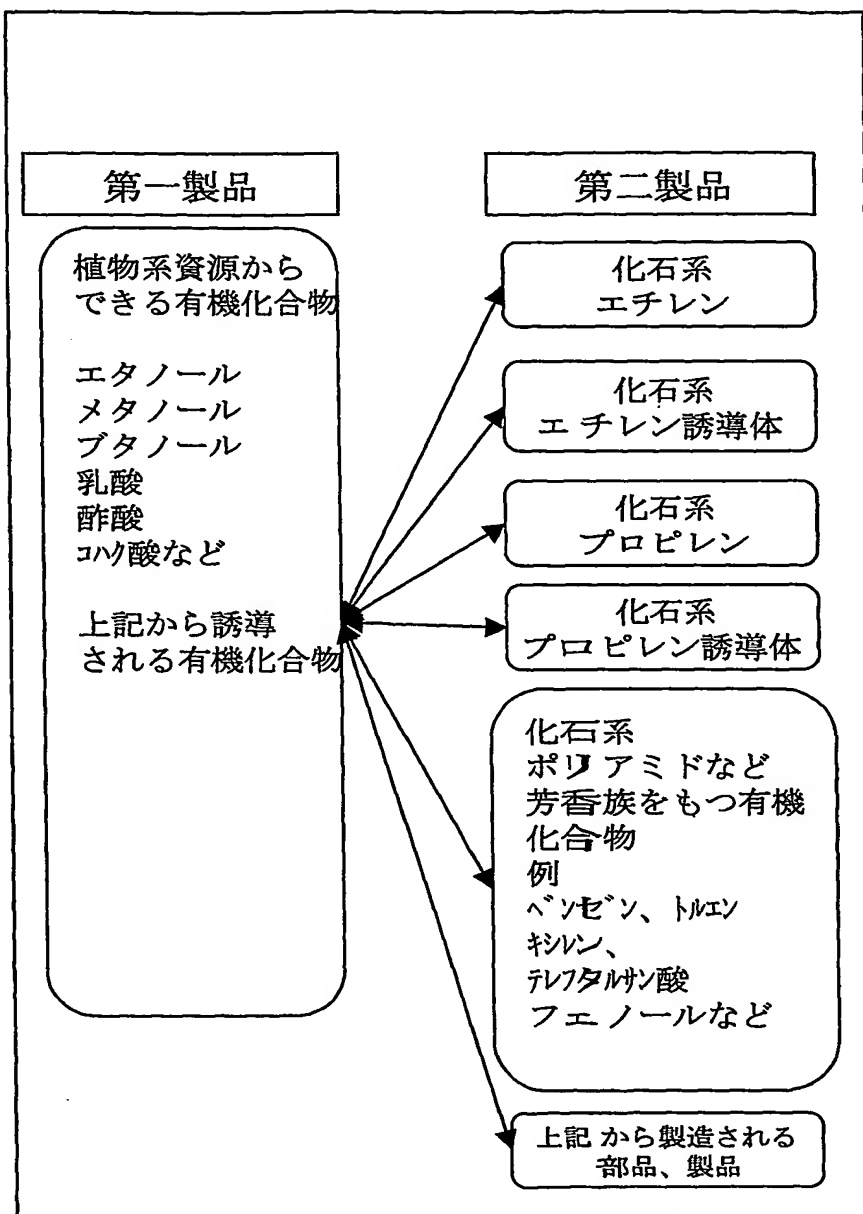 第一製品
植物系資源から
できる有機化合物
エタノール
メタノール
ブタノール
乳酸
酢酸
コハク酸など
上記から誘導
される有機化合物
第二製品
化石系
エチレン
化石系
エチレン誘導体
化石系
プロピレン
化石系
プロピレン誘導体
化石系
ポリアミドなど
芳香族をもつ有機
化合物
例
ベンゼン、トルエン
キシレン、
テレフタルサン酸
フェノールなど
上記から製造される
部品、製品